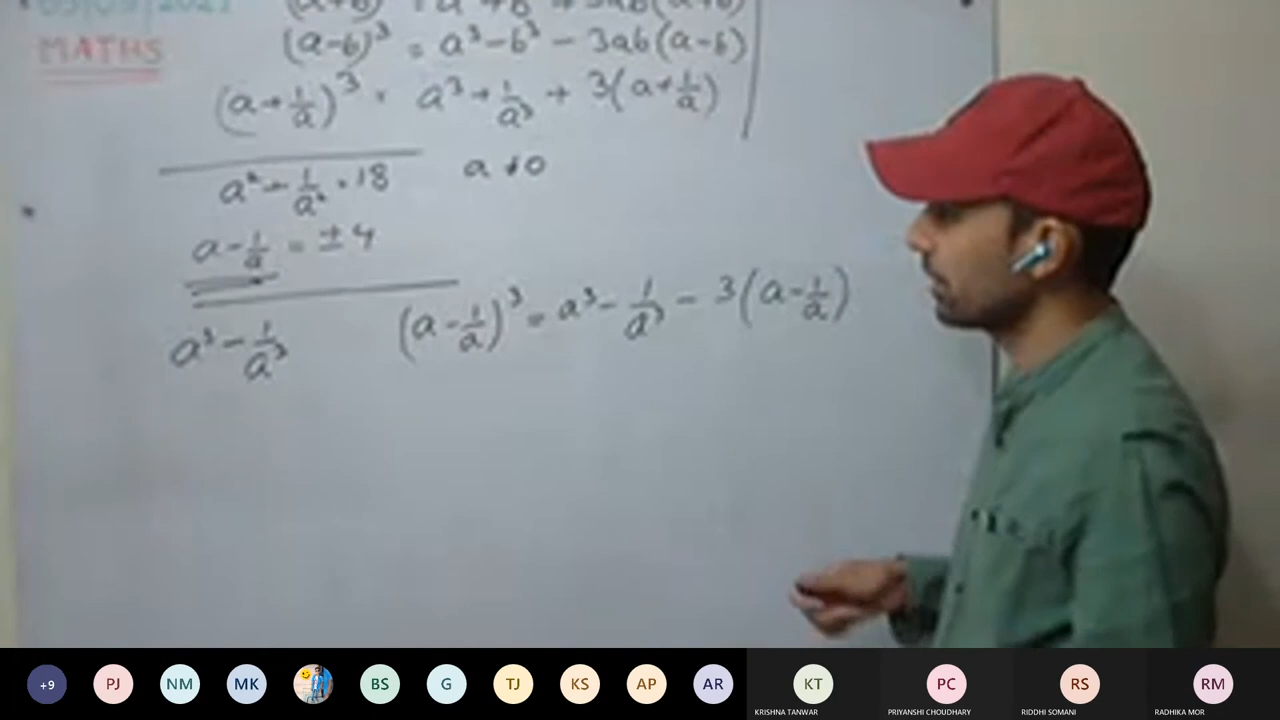 MATHS
(a-b)³ = a³-b³ - 3ab(a-b)
(a+1/a)³ = a³+1/a³ + 3(a+1/a)
a²+1/a² = 18 a ≠ 0
a-1/a = ±4
a³-1/a³ (a-1/a)³ = a³-1/a³ - 3(a-1/a)
+9 PJ NM MK BS G TJ KS AP AR KT PC RS RM
KRISHNA TANWAR PRIYANSHI CHOUDHARY RIDDHI SOMANI RADHIKA MOR